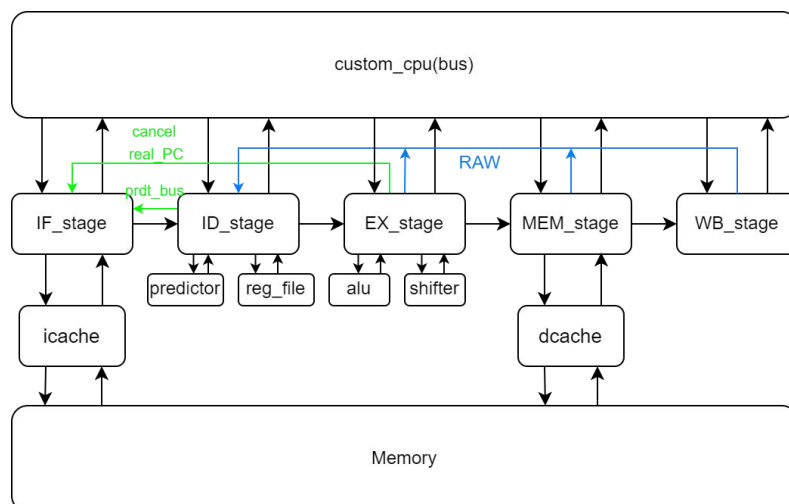 custom_cpu(bus)
cancel
real_PC
RAW
prdt_bus
IF_stage
ID_stage
EX_stage
MEM_stage
WB_stage
predictor
reg_file
alu
shifter
icache
dcache
Memory